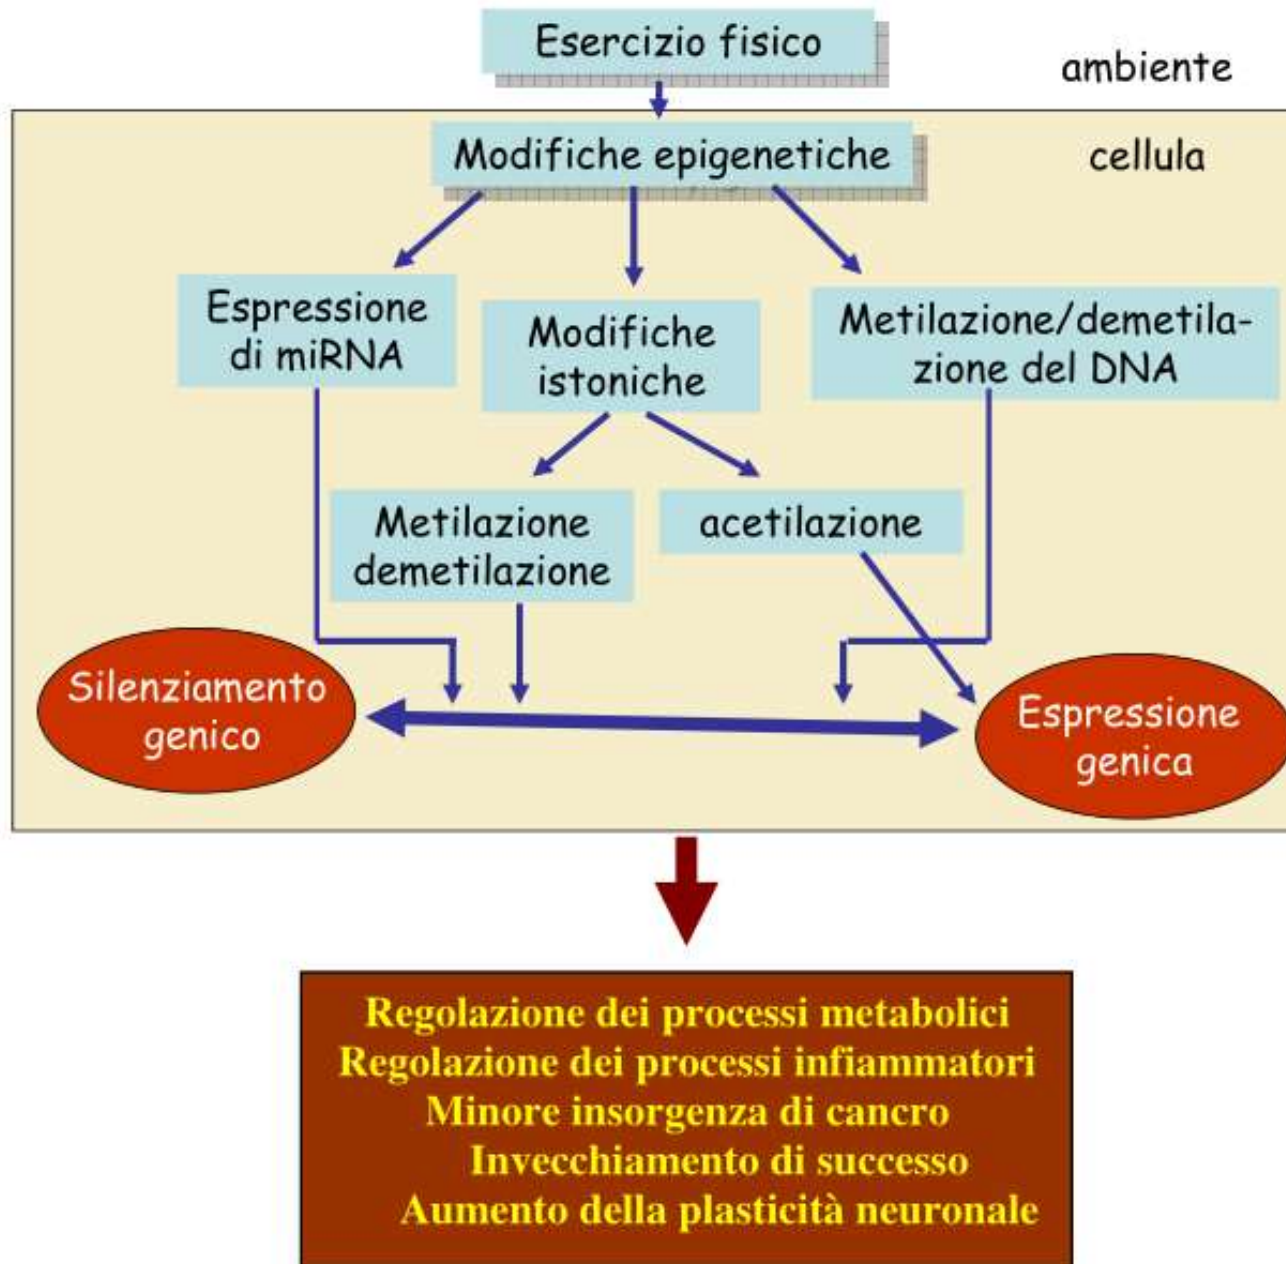 Esercizio fisico
ambiente
Modifiche epigenetiche
cellula
Espressione
di miRNA
Modifiche
istoniche
Metilazione/demetila-
zione del DNA
Metilazione
demetilazione
acetilazione
Silenziamento
genico
Espressione
genica
Regolazione dei processi metabolici
Regolazione dei processi infiammatori
Minore insorgenza di cancro
Invecchiamento di successo
Aumento della plasticità neuronale